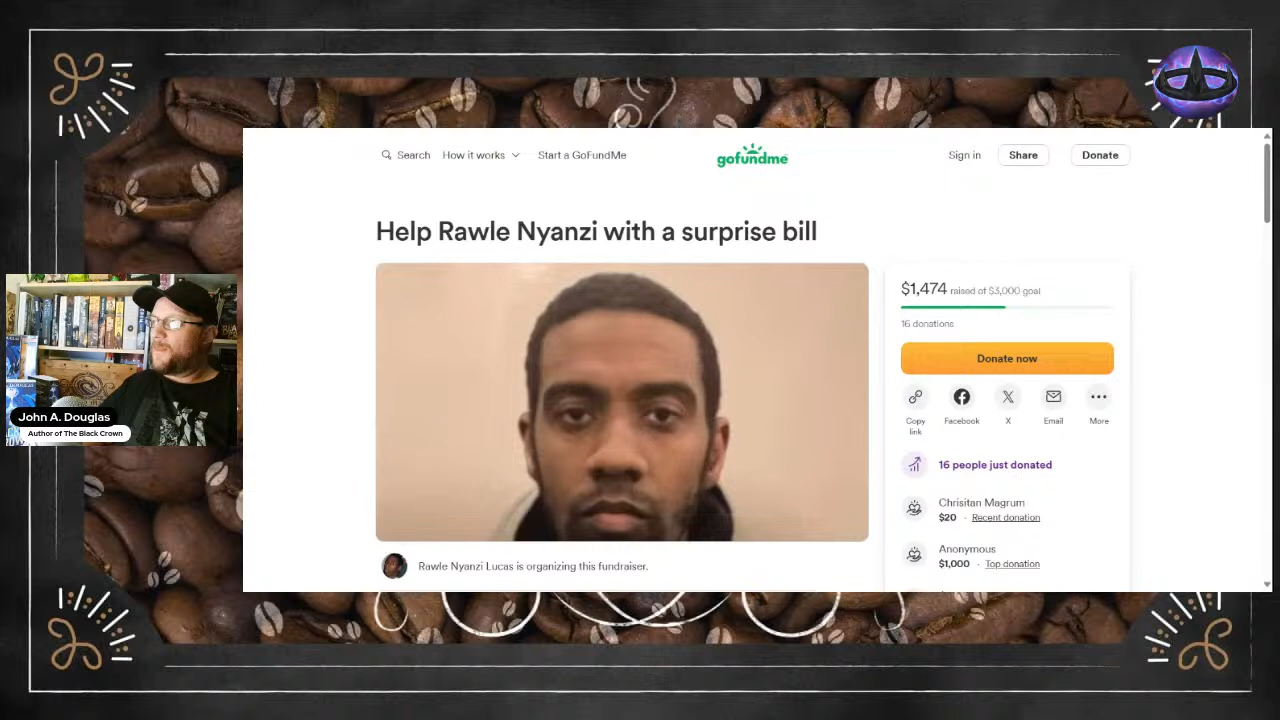 Search
How it works
Start a GoFundMe
gofundme
Sign in
Share
Donate
Help Rawle Nyanzi with a surprise bill
$1,474 raised of $3,000 goal
16 donations
Donate now
Copy link
Facebook
X
Email
More
16 people just donated
Chrisitan Magrum
$20 · Recent donation
Anonymous
$1,000 · Top donation
Rawle Nyanzi Lucas is organizing this fundraiser.
John A. Douglas
Author of The Black Crown